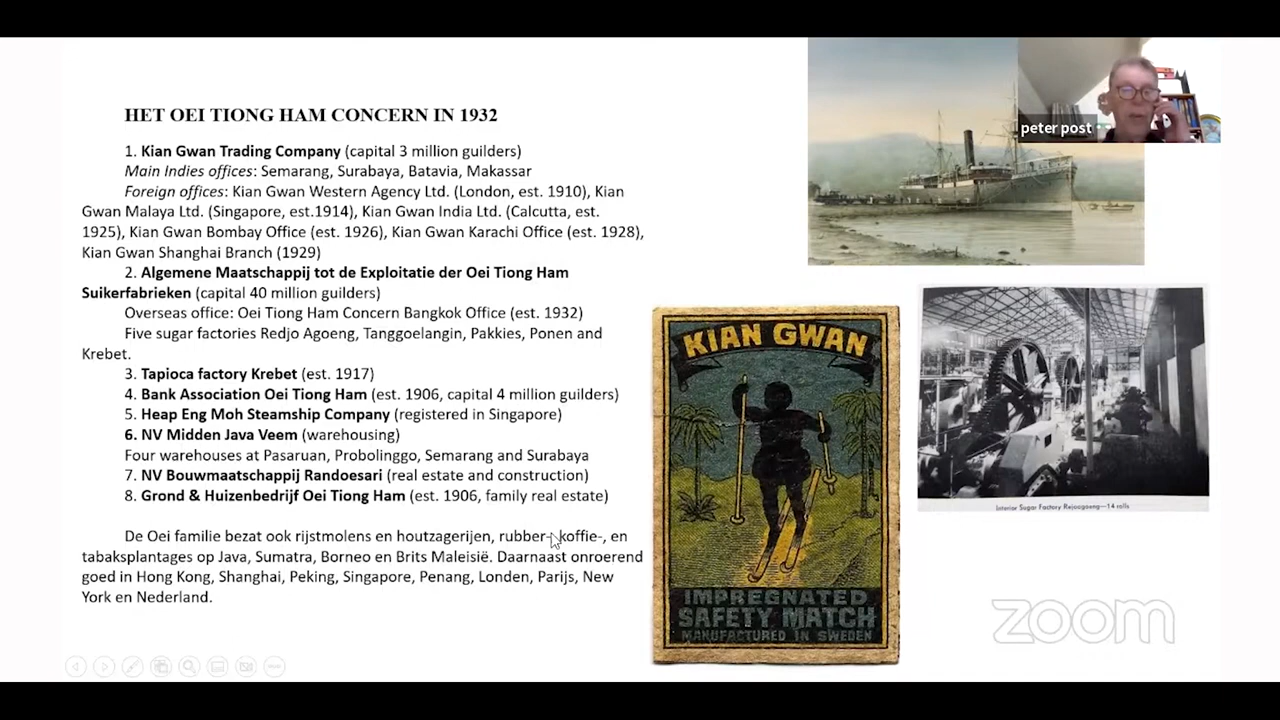 HET OEI TIONG HAM CONCERN IN 1932
1. Kian Gwan Trading Company (capital 3 million guilders)
Main Indies offices: Semarang, Surabaya, Batavia, Makassar
Foreign offices: Kian Gwan Western Agency Ltd. (London, est. 1910), Kian
Gwan Malaya Ltd. (Singapore, est.1914), Kian Gwan India Ltd. (Calcutta, est.
1925), Kian Gwan Bombay Office (est. 1926), Kian Gwan Karachi Office (est. 1928),
Kian Gwan Shanghai Branch (1929)
2. Algemene Maatschappij tot de Exploitatie der Oei Tiong Ham
Suikerfabrieken (capital 40 million guilders)
Overseas office: Oei Tiong Ham Concern Bangkok Office (est. 1932)
Five sugar factories Redjo Agoeng, Tanggoelangin, Pakkies, Ponen and
Krebet.
3. Tapioca factory Krebet (est. 1917)
4. Bank Association Oei Tiong Ham (est. 1906, capital 4 million guilders)
5. Heap Eng Moh Steamship Company (registered in Singapore)
6. NV Midden Java Veem (warehousing)
Four warehouses at Pasaruan, Probolinggo, Semarang and Surabaya
7. NV Bouwmaatschappij Randoesari (real estate and construction)
8. Grond & Huizenbedrijf Oei Tiong Ham (est. 1906, family real estate)
De Oei familie bezat ook rijstmolens en houtzagerijen, rubber-, koffie-, en
tabaksplantages op Java, Sumatra, Borneo en Brits Maleisië. Daarnaast onroerend
goed in Hong Kong, Shanghai, Peking, Singapore, Penang, Londen, Parijs, New
York en Nederland.
peter post
KIAN GWAN
IMPREGNATED
SAFETY MATCH
MANUFACTURED IN SWEDEN
Interior Sugar Factory Rejoagoeng—14 rolls
zoom